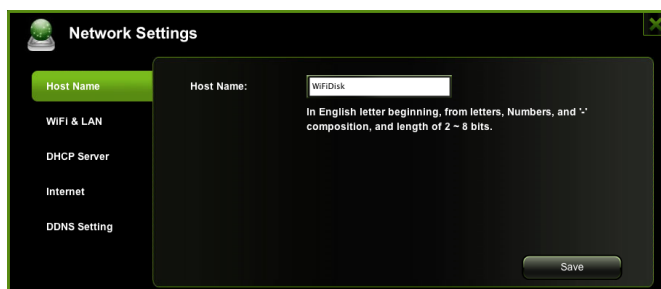 Network Settings
Host Name
WiFi & LAN
DHCP Server
Internet
DDNS Setting
Host Name:
WiFiDisk
In English letter beginning, from letters, Numbers, and '-'
composition, and length of 2 ~ 8 bits.
Save